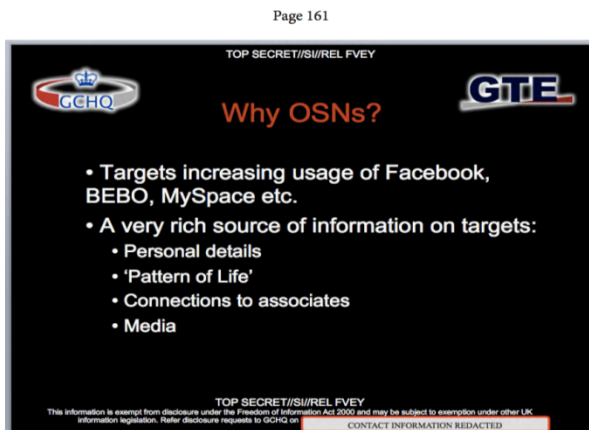 Page 161
TOP SECRET//SI//REL FVEY
GCHQ
GTE
Why OSNs?
• Targets increasing usage of Facebook,
BEBO, MySpace etc.
• A very rich source of information on targets:
• Personal details
• 'Pattern of Life'
• Connections to associates
• Media
TOP SECRET//SI//REL FVEY
This information is exempt from disclosure under the Freedom of Information Act 2000 and may be subject to exemption under other UK
information legislation. Refer disclosure requests to GCHQ on
CONTACT INFORMATION REDACTED